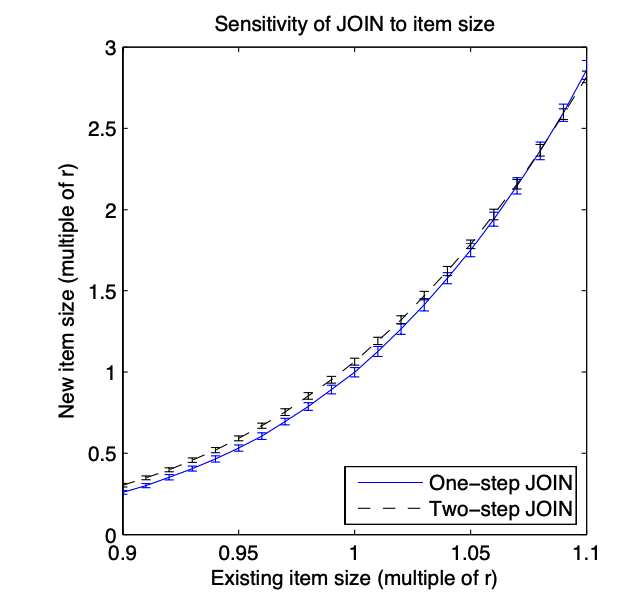 Sensitivity of JOIN to item size
3
2.5
2
1.5
1
0.5
0
New item size (multiple of r)
One−step JOIN
Two−step JOIN
0.9
0.95
1
1.05
1.1
Existing item size (multiple of r)